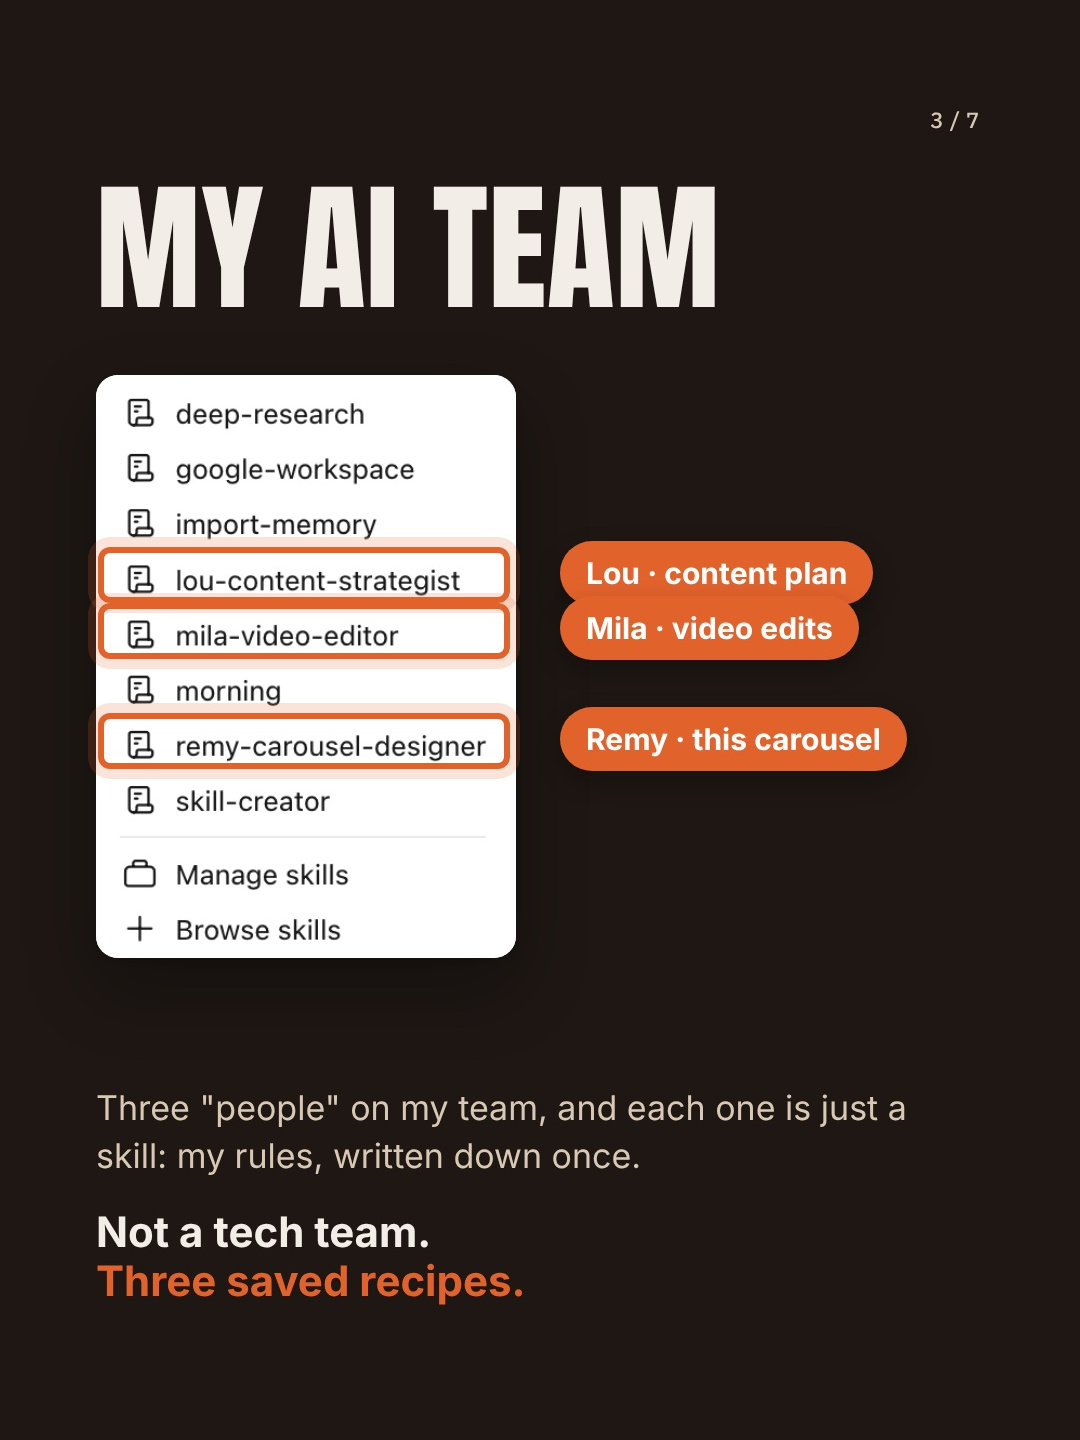 3 / 7
MY AI TEAM
deep-research
google-workspace
import-memory
lou-content-strategist
Lou · content plan
mila-video-editor
Mila · video edits
morning
remy-carousel-designer
Remy · this carousel
skill-creator
Manage skills
Browse skills
Three "people" on my team, and each one is just a
skill: my rules, written down once.
Not a tech team.
Three saved recipes.